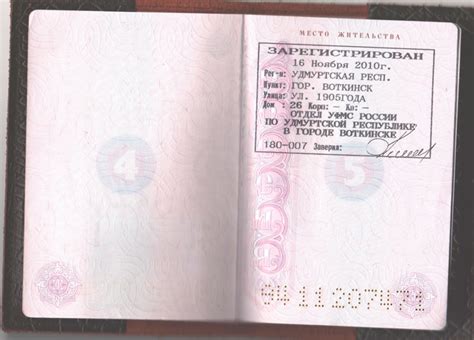 4
МЕСТО ЖИТЕЛЬСТВА
ЗАРЕГИСТРИРОВАН
16 Ноября 2010г.
Рег-н: УДМУРТСКАЯ РЕСП.
Пункт: ГОР. ВОТКИНСК
Улица: УЛ. 1905ГОДА
Дом : 26 Корп: - Кв: -
ОТДЕЛ УФМС РОССИИ
ПО УДМУРТСКОЙ РЕСПУБЛИКЕ
В ГОРОДЕ ВОТКИНСКЕ
180-007 Заверил:
5
94 11 207471